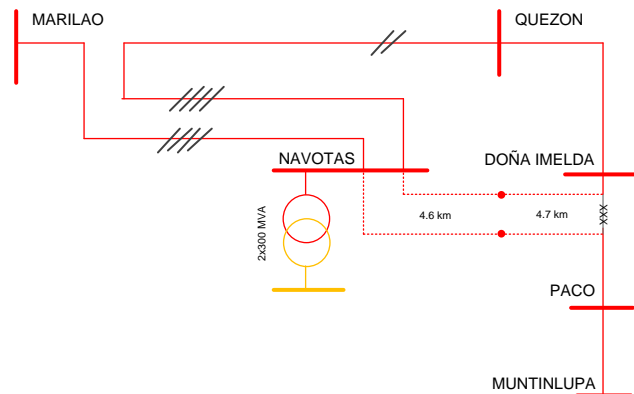 MARILAO
QUEZON
NAVOTAS
DOÑA IMELDA
2x300 MVA
4.6 km
4.7 km
XXX
PACO
MUNTINLUPA